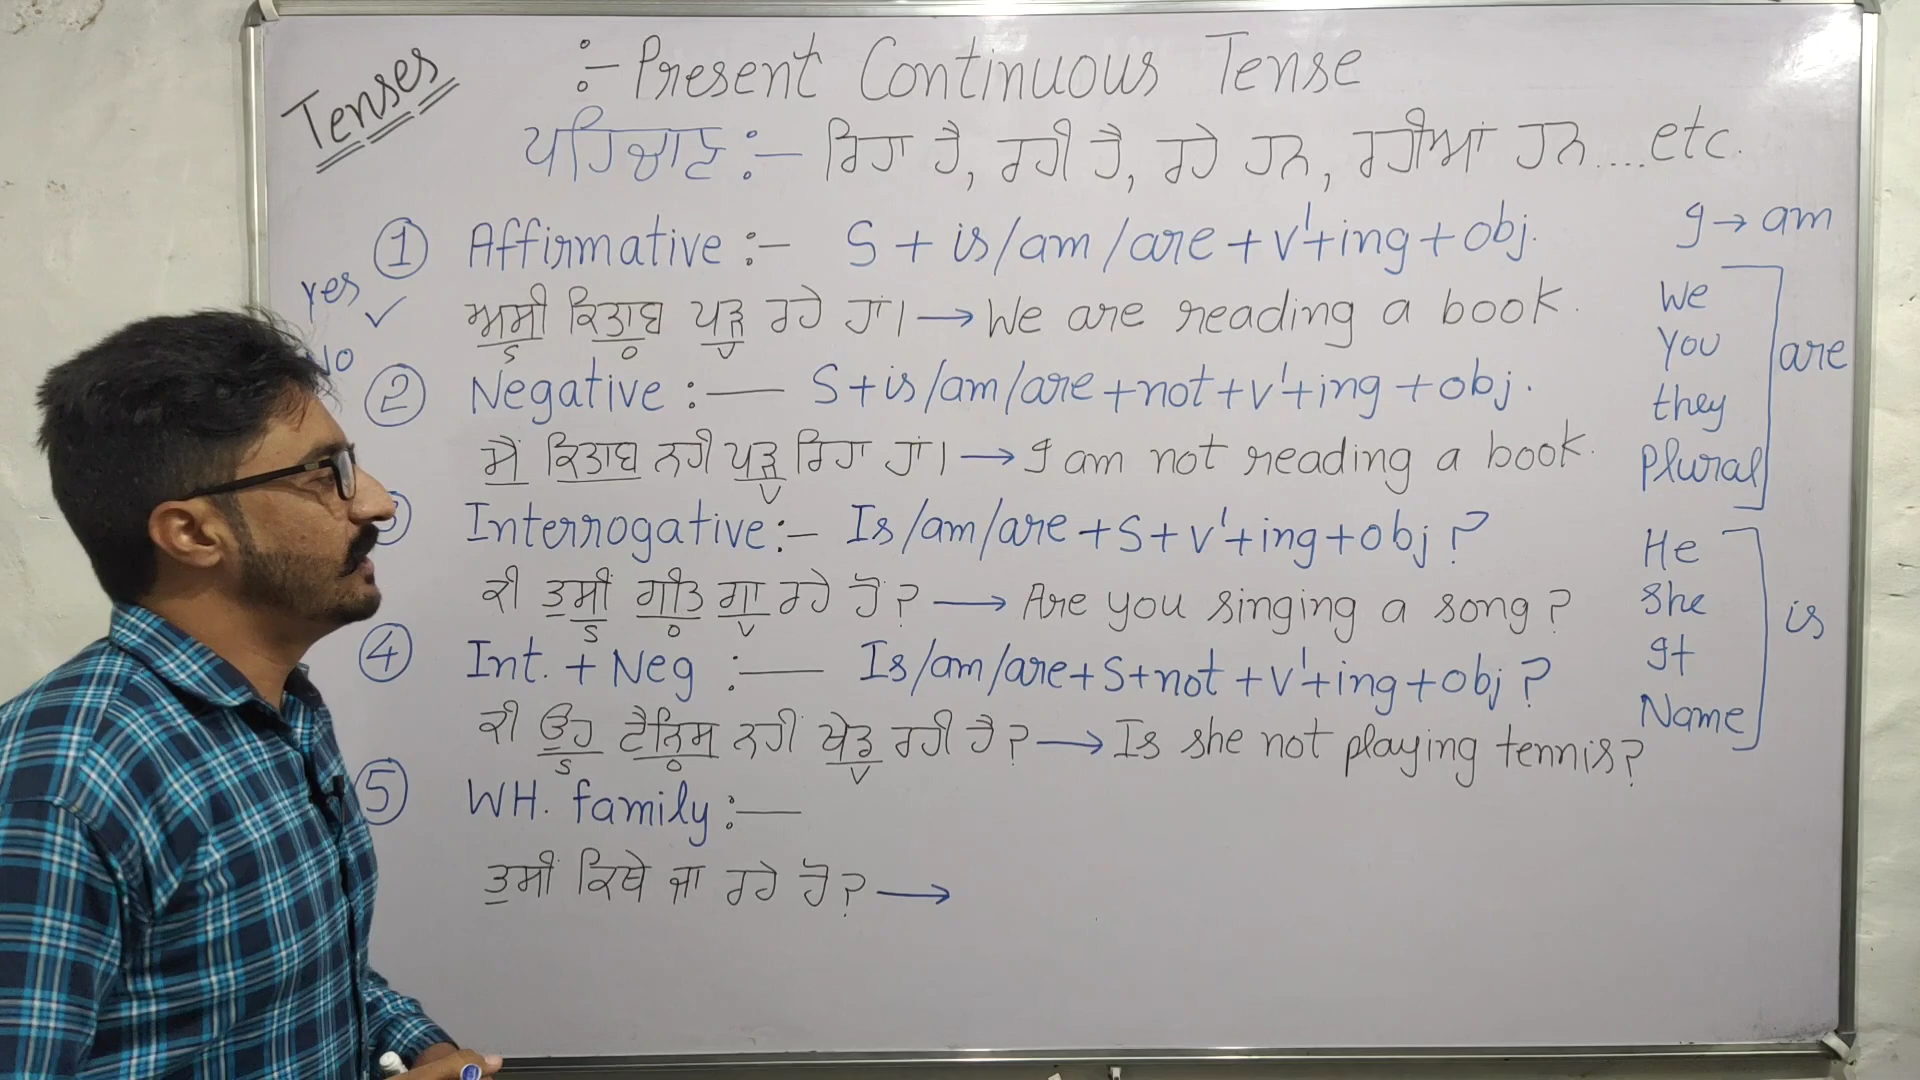 Tenses
:- Present Continuous Tense
ਪਹਿਚਾਣ :- ਰਿਹਾ ਹੈ, ਰਹੀ ਹੈ, ਰਹੇ ਹਨ, ਰਹੀਆਂ ਹਨ....etc.
① Affirmative :- S + is/am/are + V¹+ing + obj.
yes ✓
ਅਸੀਂ ਕਿਤਾਬ ਪੜ੍ਹ ਰਹੇ ਹਾਂ। → We are reading a book.
S O V
No
② Negative :— S+is/am/are+not+V¹+ing+obj.
ਮੈਂ ਕਿਤਾਬ ਨਹੀਂ ਪੜ੍ਹ ਰਿਹਾ ਹਾਂ। → I am not reading a book.
V
③ Interrogative :- Is/am/are+S+V¹+ing+obj?
ਕੀ ਤੁਸੀਂ ਗੀਤ ਗਾ ਰਹੇ ਹੋ? → Are you singing a song?
S O V
④ Int. + Neg :— Is/am/are+S+not+V¹+ing+obj?
ਕੀ ਉਹ ਟੈਨਿਸ ਨਹੀਂ ਖੇਡ ਰਹੀ ਹੈ? → Is she not playing tennis?
S O V
⑤ WH. family :—
ਤੁਸੀਂ ਕਿਥੇ ਜਾ ਰਹੇ ਹੋ? →
I → am
We
You
they
Plural
are
He
She
It
Name
is